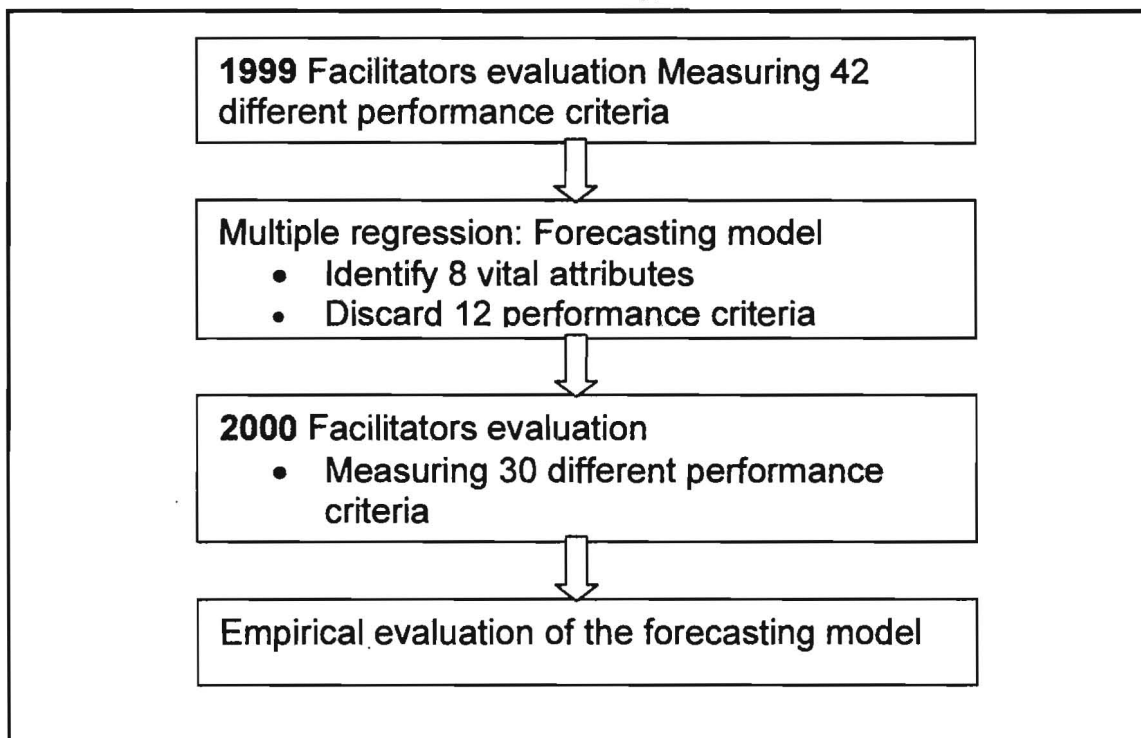 1999 Facilitators evaluation Measuring 42
different performance criteria
Multiple regression: Forecasting model
• Identify 8 vital attributes
• Discard 12 performance criteria
2000 Facilitators evaluation
• Measuring 30 different performance
criteria
Empirical evaluation of the forecasting model